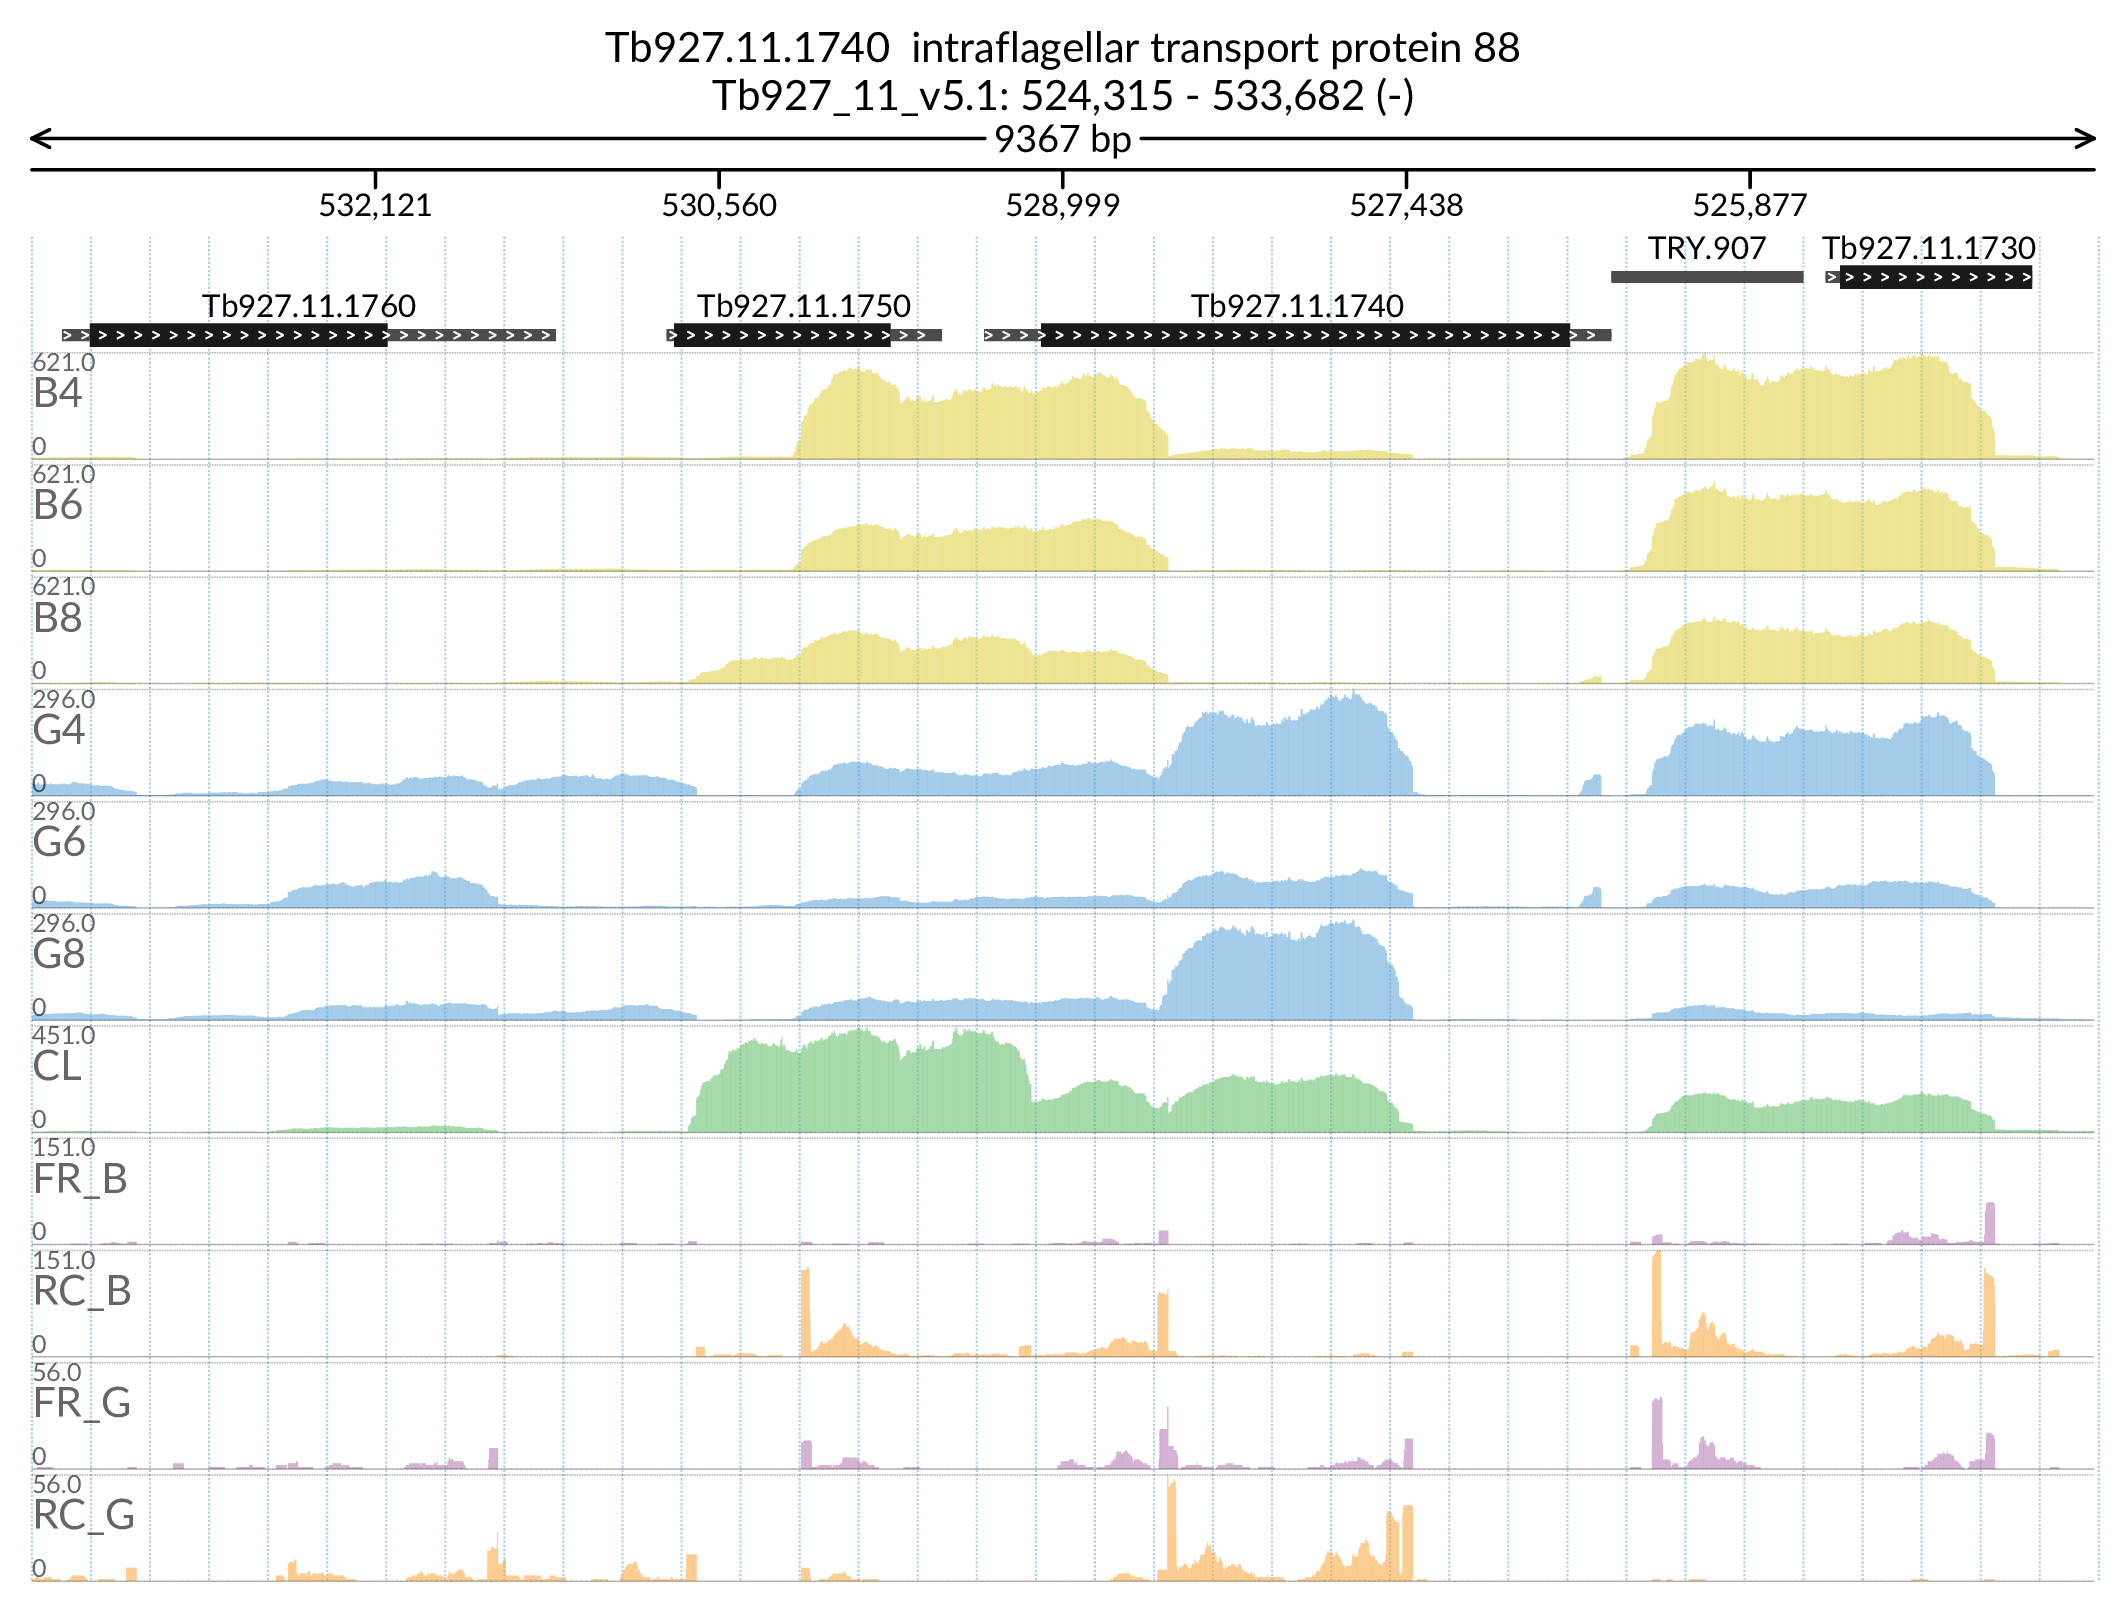 Tb927.11.1740  intraflagellar transport protein 88
Tb927_11_v5.1: 524,315 - 533,682 (-)
9367 bp
532,121 530,560 528,999 527,438 525,877
TRY.907 Tb927.11.1730
Tb927.11.1760 Tb927.11.1750 Tb927.11.1740
621.0
B4
0
621.0
B6
0
621.0
B8
0
296.0
G4
0
296.0
G6
0
296.0
G8
0
451.0
CL
0
151.0
FR_B
0
151.0
RC_B
0
56.0
FR_G
0
56.0
RC_G
0